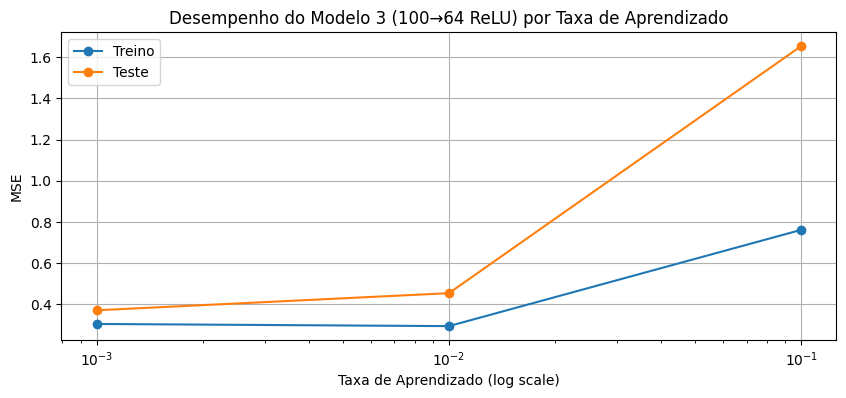 Desempenho do Modelo 3 (100→64 ReLU) por Taxa de Aprendizado
Treino
Teste
MSE
1.6
1.4
1.2
1.0
0.8
0.6
0.4
10⁻³
10⁻²
10⁻¹
Taxa de Aprendizado (log scale)